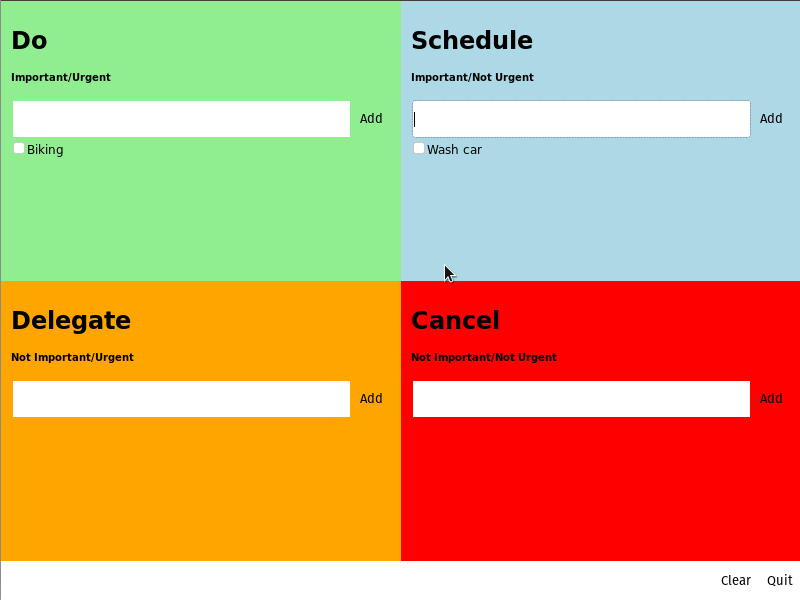 Do
Important/Urgent
Add
Biking
Schedule
Important/Not Urgent
Add
Wash car
Delegate
Not Important/Urgent
Add
Cancel
Not Important/Not Urgent
Add
Clear Quit